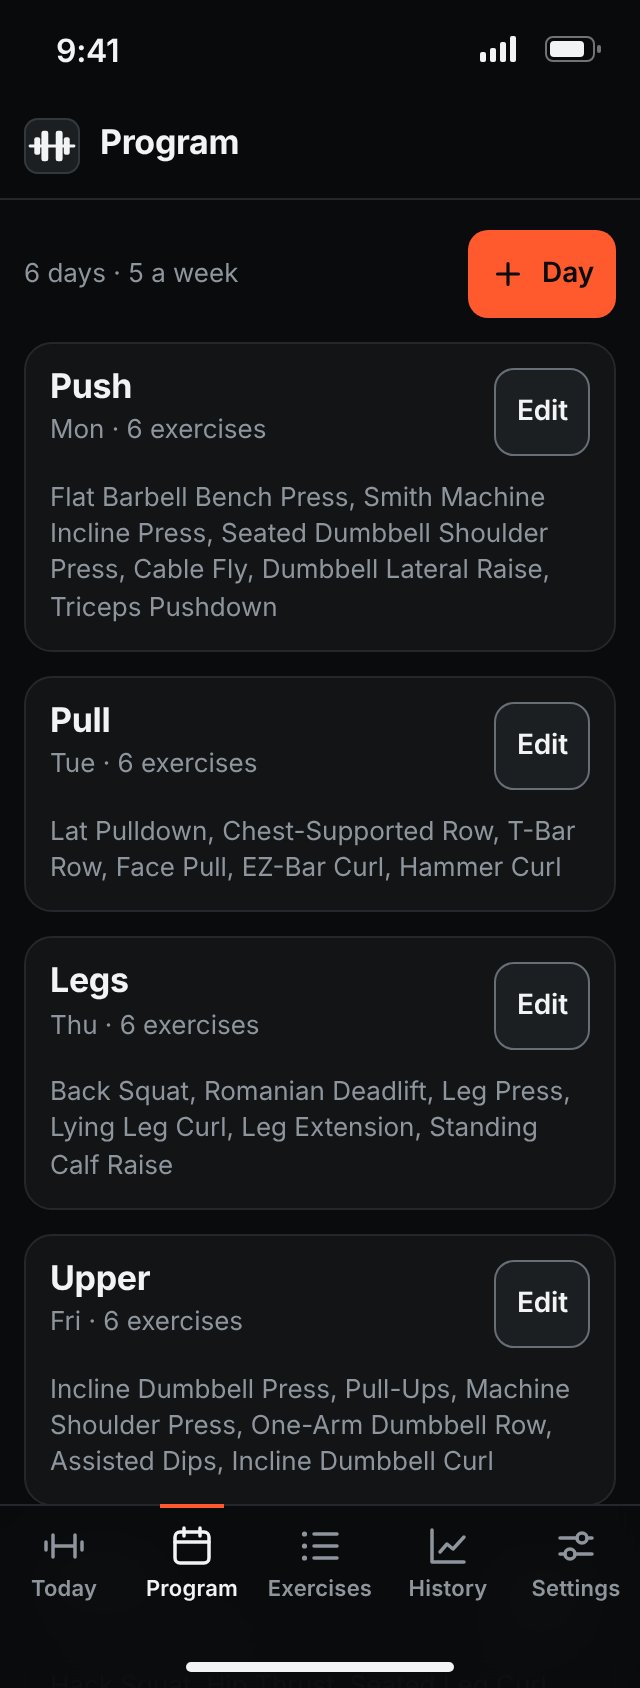 9:41
Program
6 days · 5 a week
+ Day
Push
Mon · 6 exercises
Edit
Flat Barbell Bench Press, Smith Machine
Incline Press, Seated Dumbbell Shoulder
Press, Cable Fly, Dumbbell Lateral Raise,
Triceps Pushdown
Pull
Tue · 6 exercises
Edit
Lat Pulldown, Chest-Supported Row, T-Bar
Row, Face Pull, EZ-Bar Curl, Hammer Curl
Legs
Thu · 6 exercises
Edit
Back Squat, Romanian Deadlift, Leg Press,
Lying Leg Curl, Leg Extension, Standing
Calf Raise
Upper
Fri · 6 exercises
Edit
Incline Dumbbell Press, Pull-Ups, Machine
Shoulder Press, One-Arm Dumbbell Row,
Assisted Dips, Incline Dumbbell Curl
Today
Program
Exercises
History
Settings